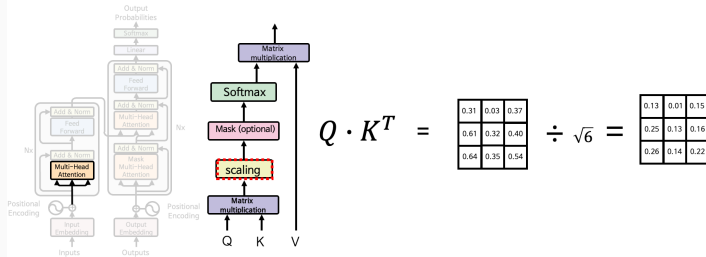 Output
Probabilities
Softmax
Linear
Add & Norm
Feed
Forward
Add & Norm
Multi-Head
Attention
Nx
Add & Norm
Mask
Multi-Head
Attention
Add & Norm
Feed
Forward
Nx
Add & Norm
Multi-Head
Attention
Positional
Encoding
Positional
Encoding
Input
Embedding
Output
Embedding
Inputs
Outputs
Matrix
multiplication
Softmax
Mask (optional)
scaling
Matrix
multiplication
Q K V
Q · K^T = ÷ √6 =
0.31 0.03 0.37
0.61 0.32 0.40
0.64 0.35 0.54
0.13 0.01 0.15
0.25 0.13 0.16
0.26 0.14 0.22